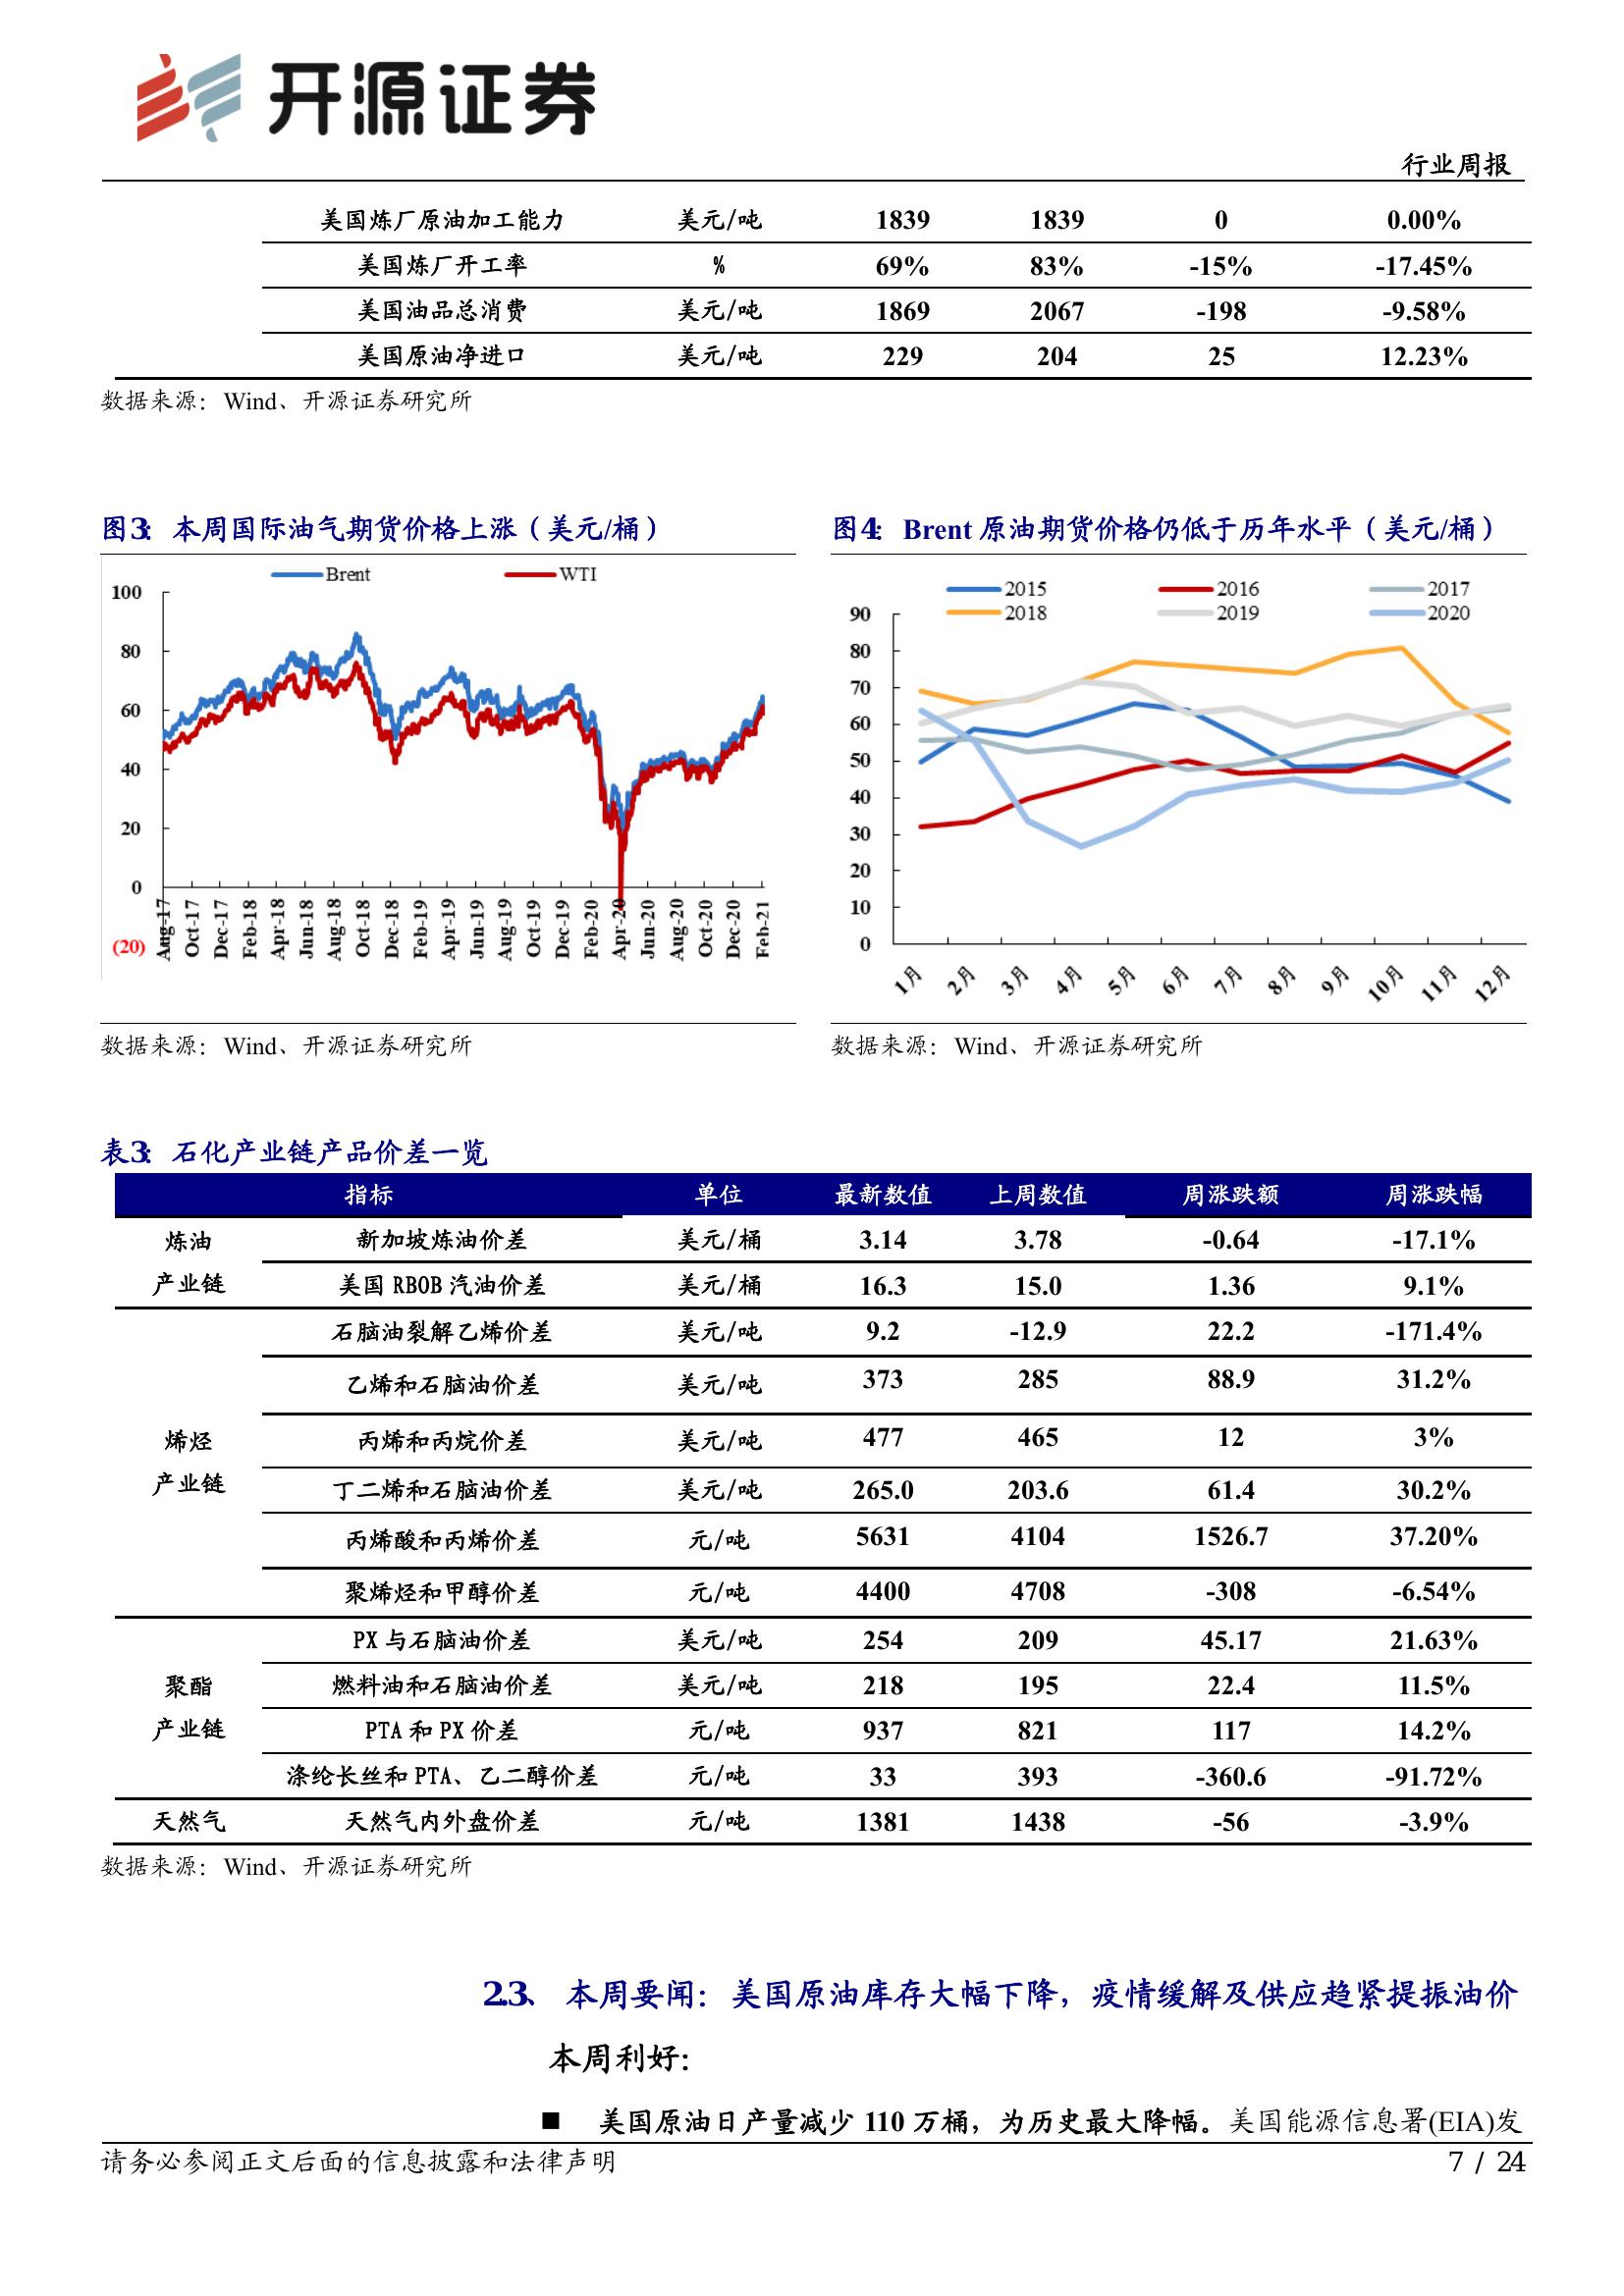 开源证券
行业周报
美国炼厂原油加工能力 美元/吨 1839 1839 0 0.00%
美国炼厂开工率 % 69% 83% -15% -17.45%
美国油品总消费 美元/吨 1869 2067 -198 -9.58%
美国原油净进口 美元/吨 229 204 25 12.23%
数据来源：Wind、开源证券研究所
图3：本周国际油气期货价格上涨（美元/桶）
Brent WTI
100
80
60
40
20
0
(20)
Aug-17 Oct-17 Dec-17 Feb-18 Apr-18 Jun-18 Aug-18 Oct-18 Dec-18 Feb-19 Apr-19 Jun-19 Aug-19 Oct-19 Dec-19 Feb-20 Apr-20 Jun-20 Aug-20 Oct-20 Dec-20 Feb-21
数据来源：Wind、开源证券研究所
图4：Brent 原油期货价格仍低于历年水平（美元/桶）
2015 2016 2017
2018 2019 2020
90
80
70
60
50
40
30
20
10
0
1月 2月 3月 4月 5月 6月 7月 8月 9月 10月 11月 12月
数据来源：Wind、开源证券研究所
表3：石化产业链产品价差一览
指标 单位 最新数值 上周数值 周涨跌额 周涨跌幅
炼油
产业链
新加坡炼油价差 美元/桶 3.14 3.78 -0.64 -17.1%
美国 RBOB 汽油价差 美元/桶 16.3 15.0 1.36 9.1%
烯烃
产业链
石脑油裂解乙烯价差 美元/吨 9.2 -12.9 22.2 -171.4%
乙烯和石脑油价差 美元/吨 373 285 88.9 31.2%
丙烯和丙烷价差 美元/吨 477 465 12 3%
丁二烯和石脑油价差 美元/吨 265.0 203.6 61.4 30.2%
丙烯酸和丙烯价差 元/吨 5631 4104 1526.7 37.20%
聚烯烃和甲醇价差 元/吨 4400 4708 -308 -6.54%
聚酯
产业链
PX 与石脑油价差 美元/吨 254 209 45.17 21.63%
燃料油和石脑油价差 美元/吨 218 195 22.4 11.5%
PTA 和 PX 价差 元/吨 937 821 117 14.2%
涤纶长丝和 PTA、乙二醇价差 元/吨 33 393 -360.6 -91.72%
天然气 天然气内外盘价差 元/吨 1381 1438 -56 -3.9%
数据来源：Wind、开源证券研究所
2.3、 本周要闻：美国原油库存大幅下降，疫情缓解及供应趋紧提振油价
本周利好：
■ 美国原油日产量减少 110 万桶，为历史最大降幅。美国能源信息署(EIA)发
请务必参阅正文后面的信息披露和法律声明
7 / 24